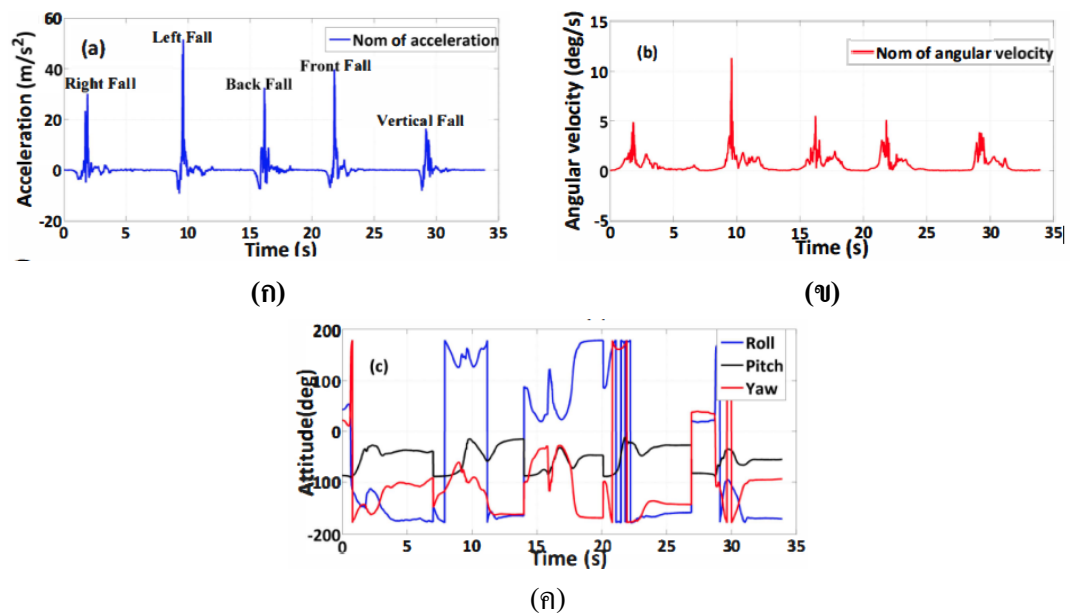 (a)
Nom of acceleration
Right Fall
Left Fall
Back Fall
Front Fall
Vertical Fall
Acceleration (m/s²)
60
40
20
0
-20
0 5 10 15 20 25 30 35
Time (s)
(ก)
(b)
Nom of angular velocity
Angular velocity (deg/s)
15
10
5
0
-5
0 5 10 15 20 25 30 35
Time (s)
(ข)
(c)
Roll
Pitch
Yaw
Attitude(deg)
200
100
0
-100
-200
0 5 10 15 20 25 30 35
Time (s)
(ค)